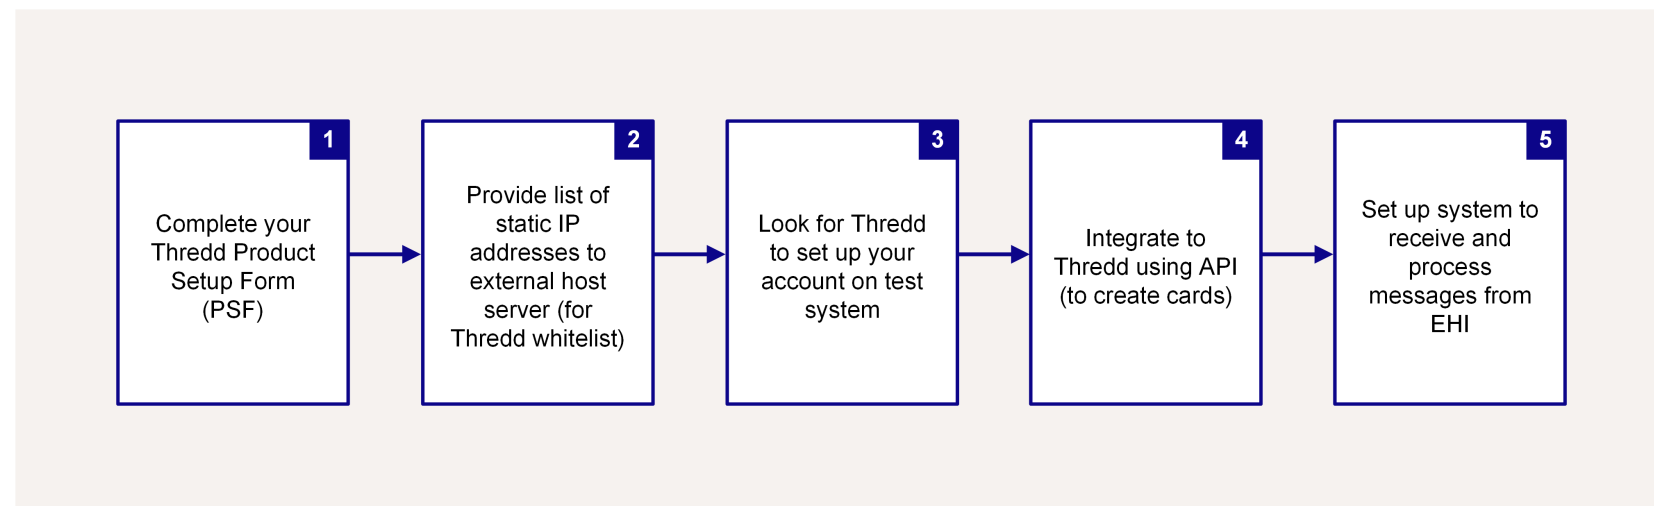 1
Complete your
Thredd Product
Setup Form
(PSF)
2
Provide list of
static IP
addresses to
external host
server (for
Thredd whitelist)
3
Look for Thredd
to set up your
account on test
system
4
Integrate to
Thredd using API
(to create cards)
5
Set up system to
receive and
process
messages from
EHI